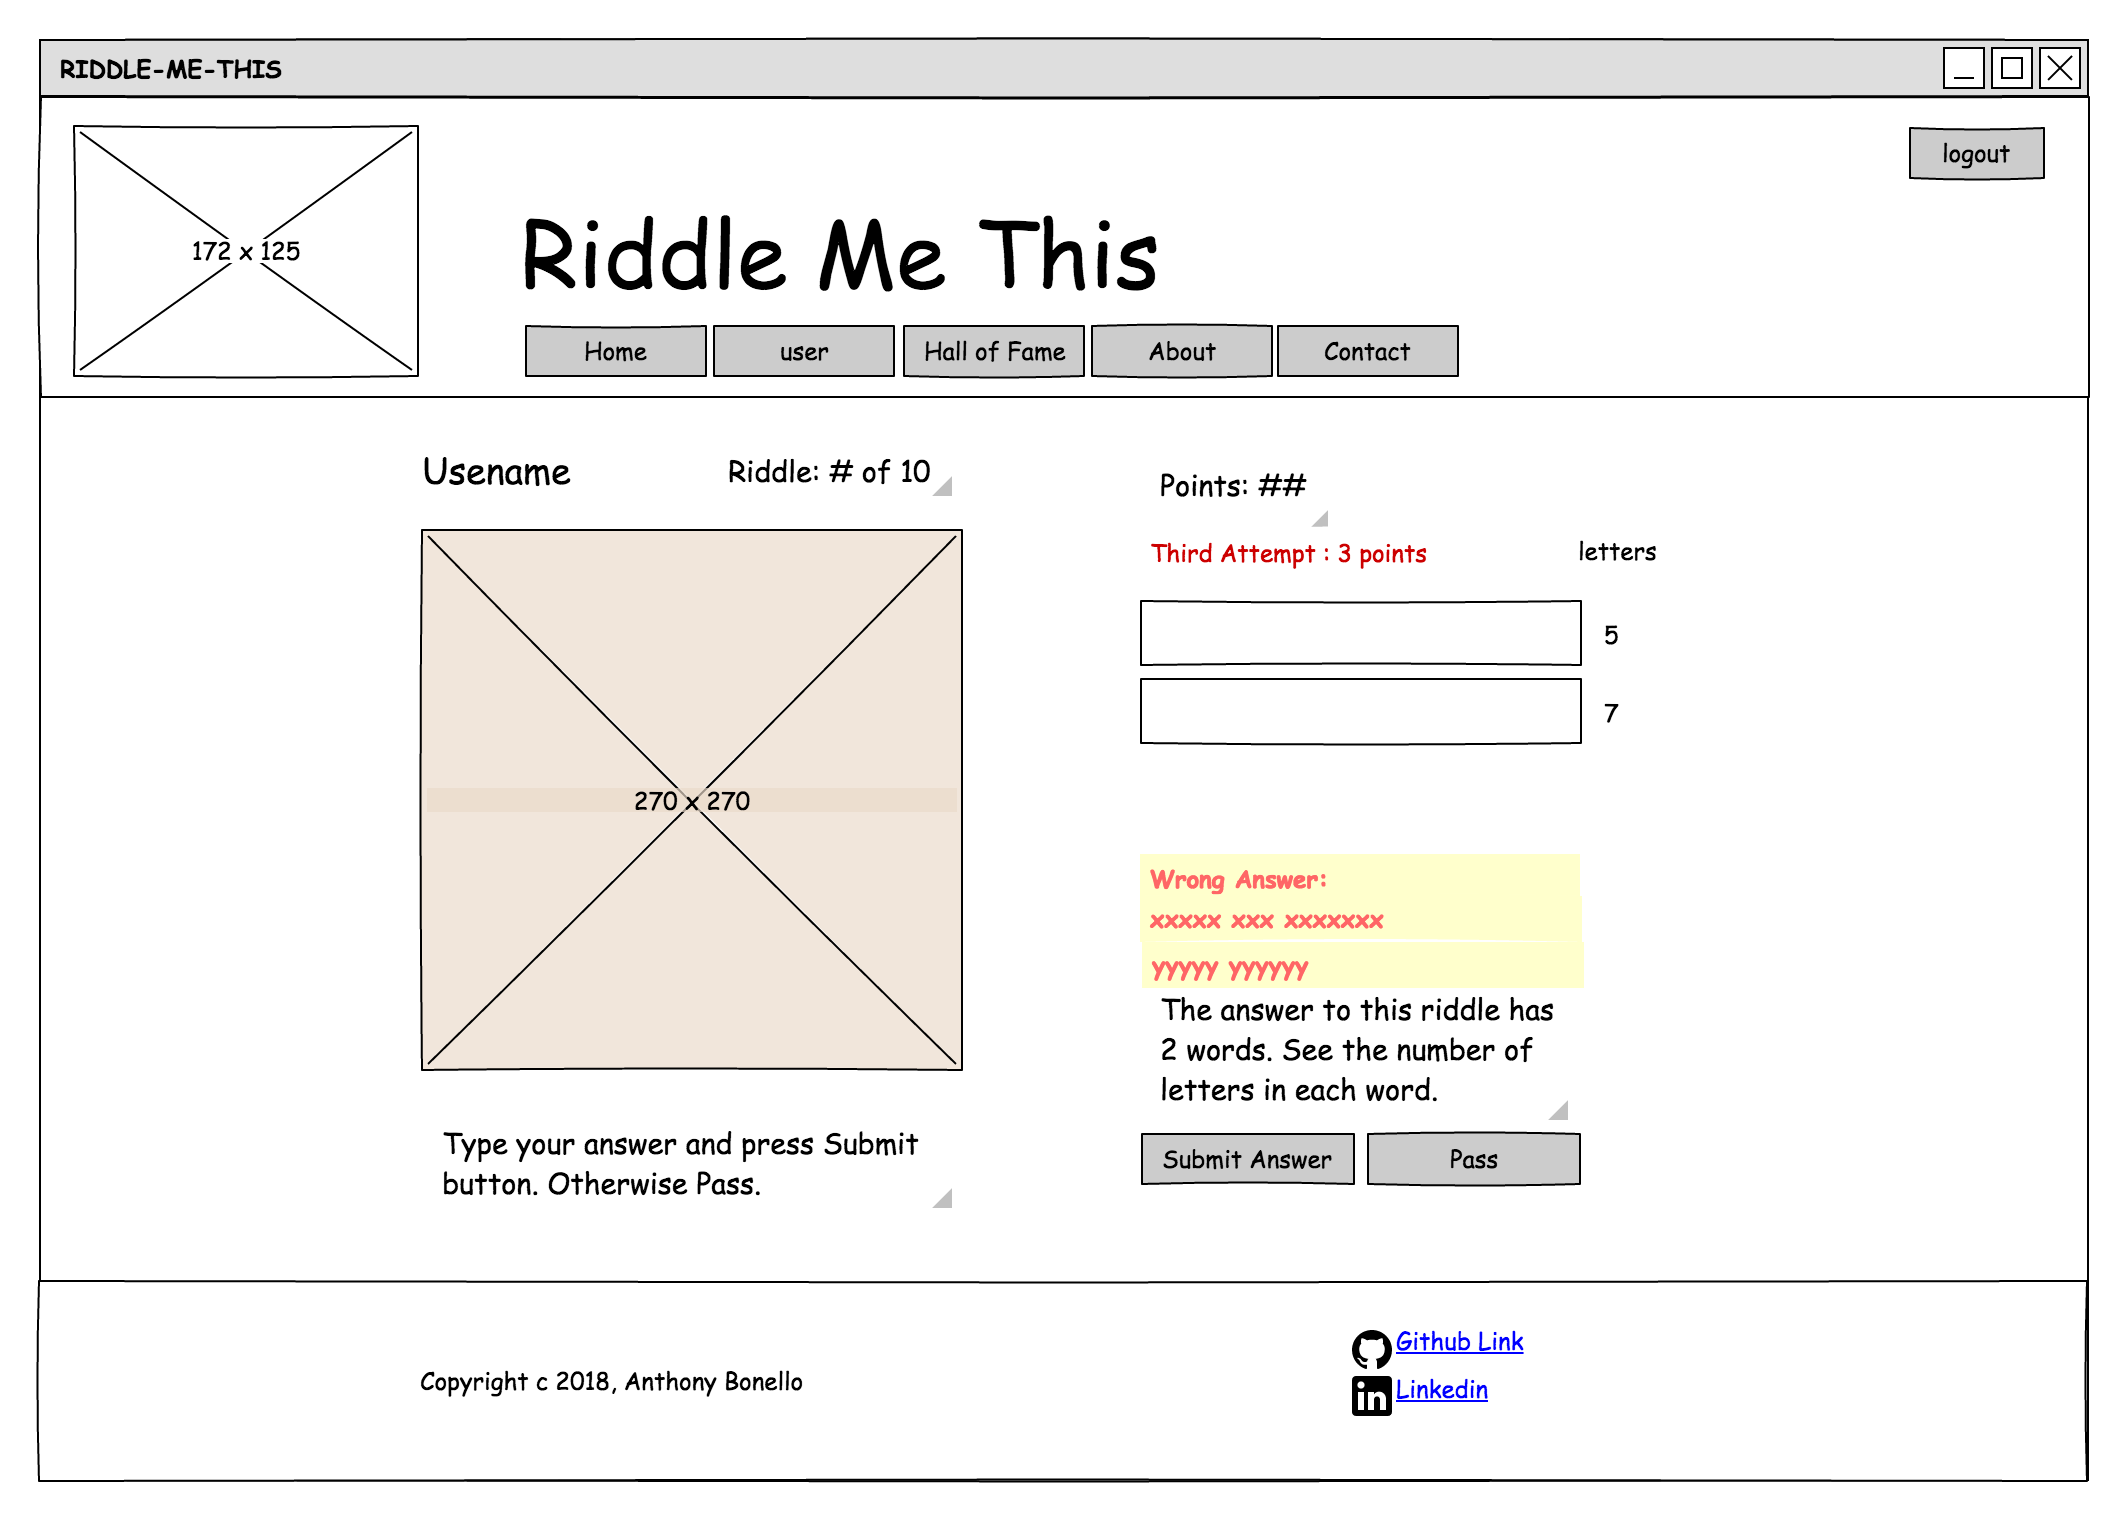 RIDDLE-ME-THIS
172 x 125
logout
Riddle Me This
Home
user
Hall of Fame
About
Contact
Usename
Riddle: # of 10
Points: ##
Third Attempt : 3 points
letters
5
7
270 x 270
Wrong Answer:
xxxxx xxx xxxxxxx
yyyyy yyyyyy
The answer to this riddle has
2 words. See the number of
letters in each word.
Type your answer and press Submit
button. Otherwise Pass.
Submit Answer
Pass
Copyright c 2018, Anthony Bonello
Github Link
in
Linkedin